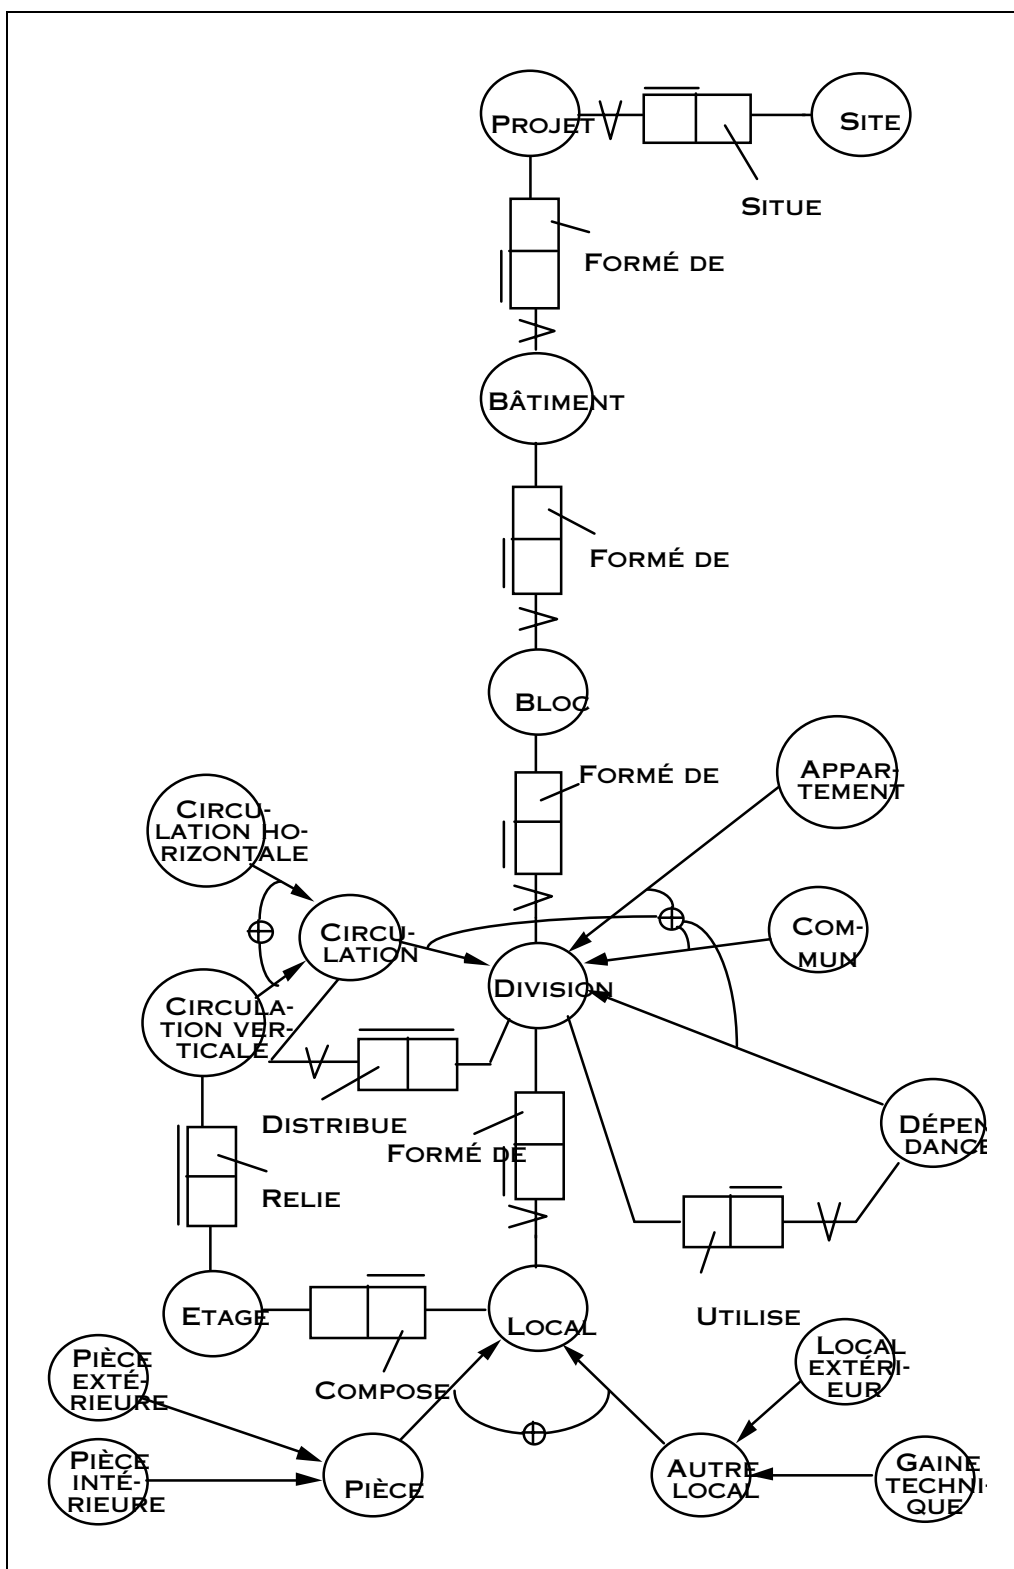 PROJET
SITE
SITUE
FORMÉ DE
BÂTIMENT
FORMÉ DE
BLOC
FORMÉ DE
APPAR-
TEMENT
CIRCU-
LATION HO-
RIZONTALE
CIRCU-
LATION
COM-
MUN
DIVISION
CIRCULA-
TION VER-
TICALE
DISTRIBUE
FORMÉ DE
DÉPEN
DANCE
RELIE
ETAGE
LOCAL
UTILISE
COMPOSE
PIÈCE
EXTÉ-
RIEURE
LOCAL
EXTÉRI-
EUR
PIÈCE
INTÉ-
RIEURE
PIÈCE
AUTRE
LOCAL
GAINE
TECHNI-
QUE